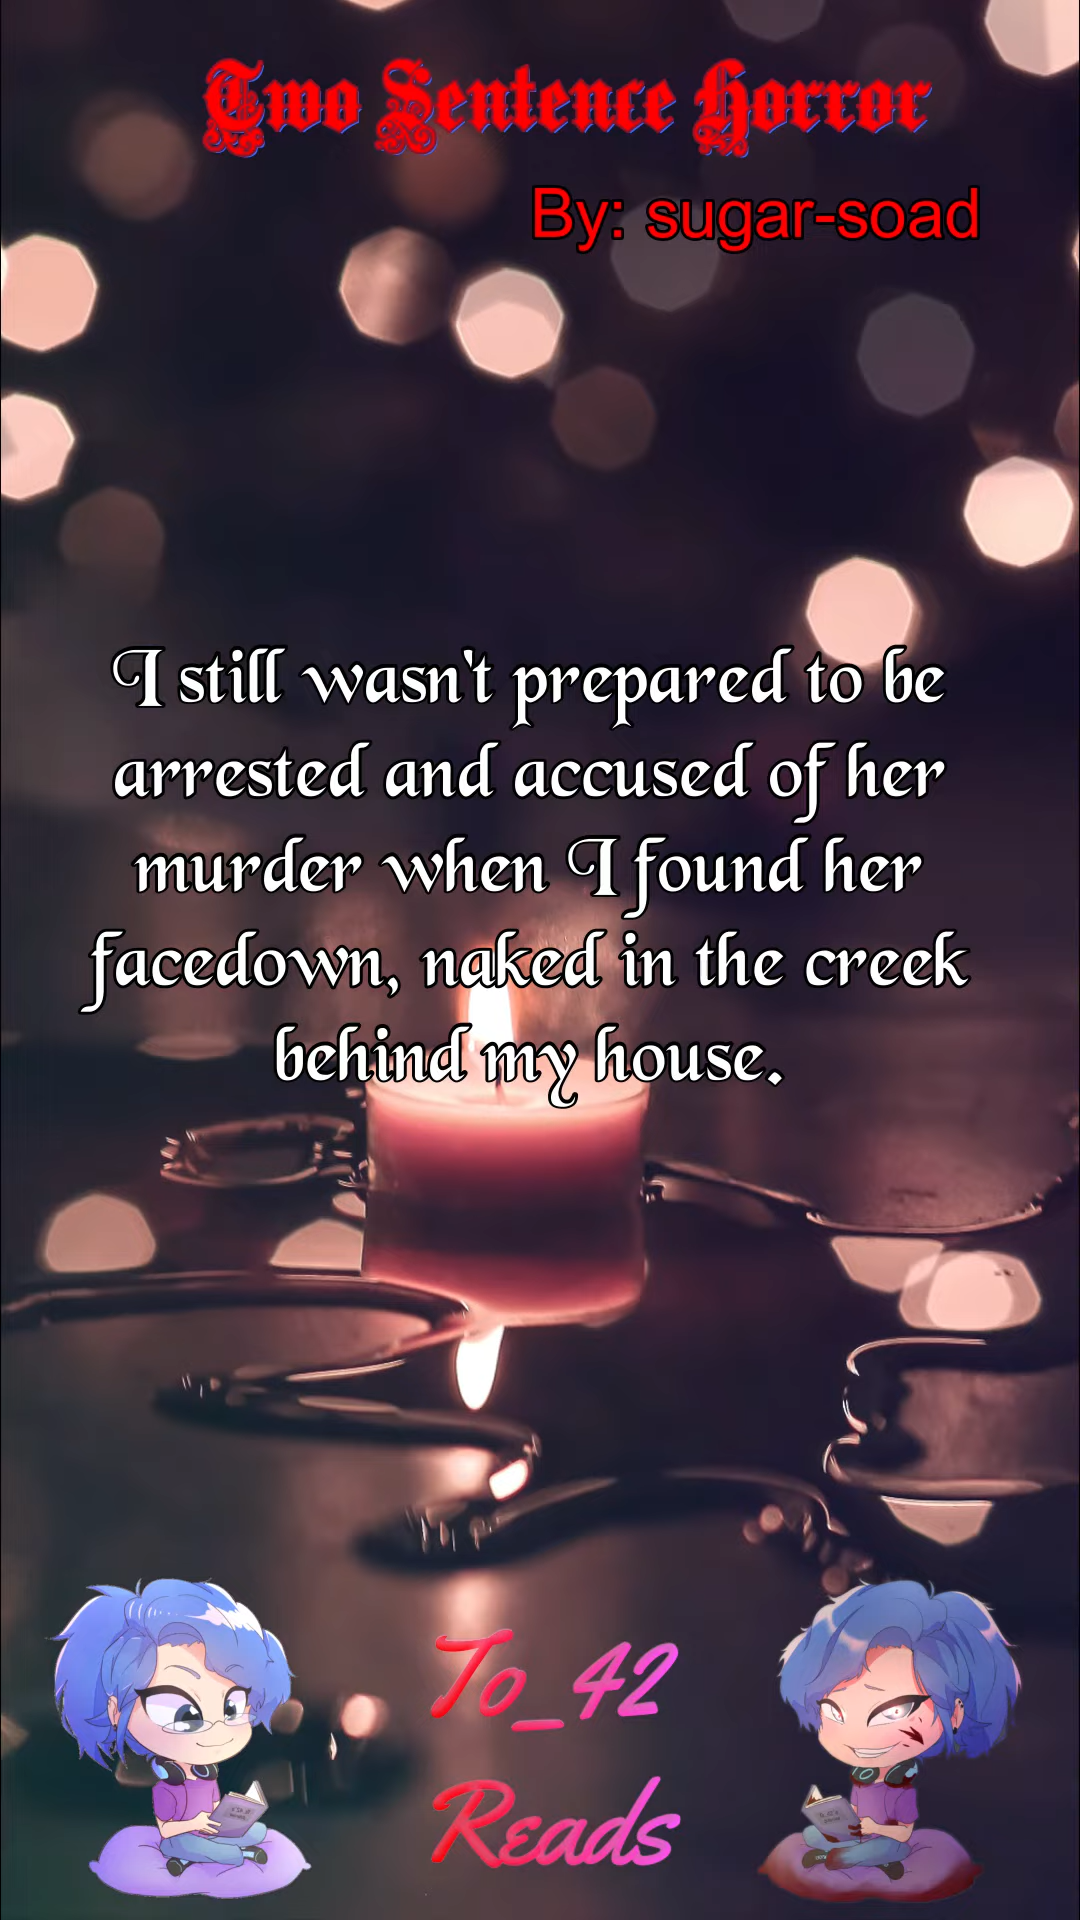 Two Sentence Horror
By: sugar-soad
I still wasn't prepared to be
arrested and accused of her
murder when I found her
facedown, naked in the creek
behind my house.
To_42
Reads